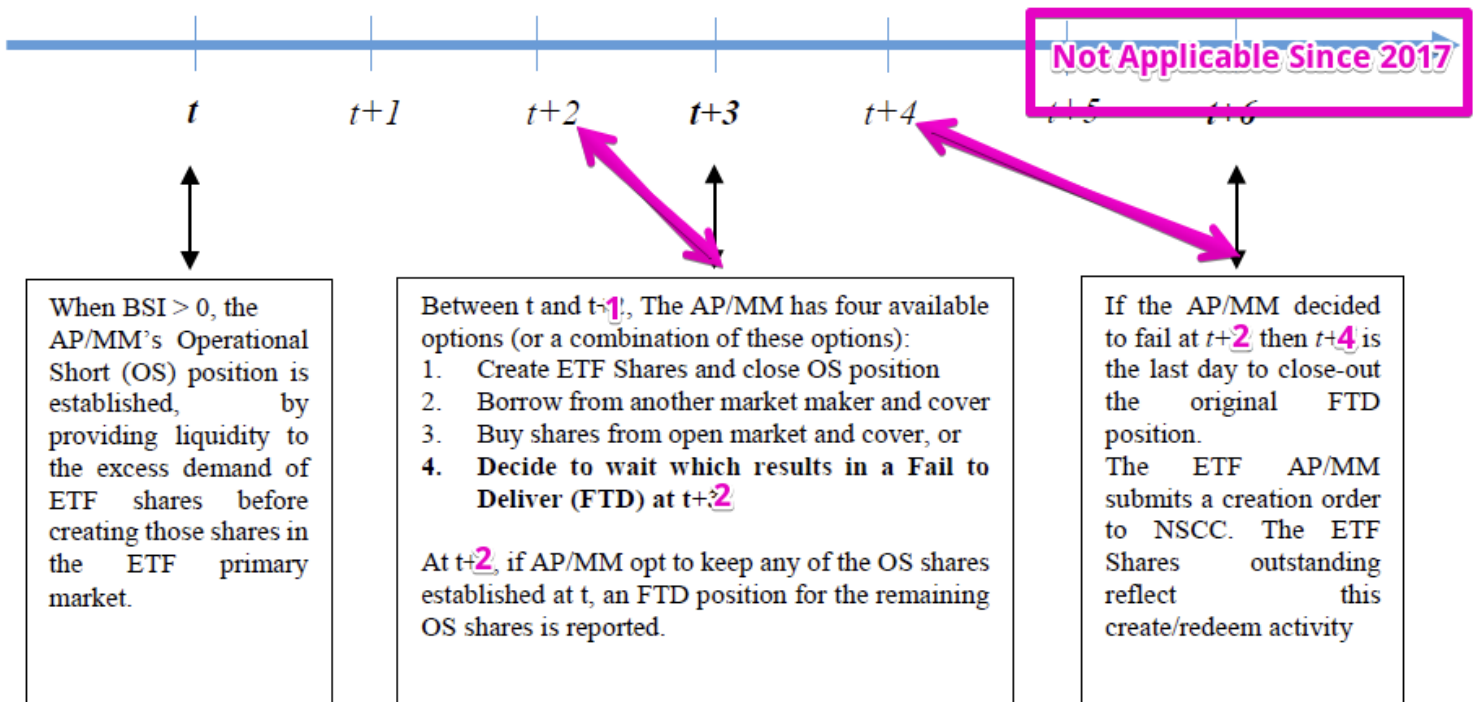 Not Applicable Since 2017
t t+1 t+2 t+3 t+4 t+5 t+6
When BSI > 0, the
AP/MM's Operational
Short (OS) position is
established, by
providing liquidity to
the excess demand of
ETF shares before
creating those shares in
the ETF primary
market.
Between t and t+1, The AP/MM has four available
options (or a combination of these options):
1. Create ETF Shares and close OS position
2. Borrow from another market maker and cover
3. Buy shares from open market and cover, or
4. Decide to wait which results in a Fail to
Deliver (FTD) at t+2
At t+2, if AP/MM opt to keep any of the OS shares
established at t, an FTD position for the remaining
OS shares is reported.
If the AP/MM decided
to fail at t+2 then t+4 is
the last day to close-out
the original FTD
position.
The ETF AP/MM
submits a creation order
to NSCC. The ETF
Shares outstanding
reflect this
create/redeem activity